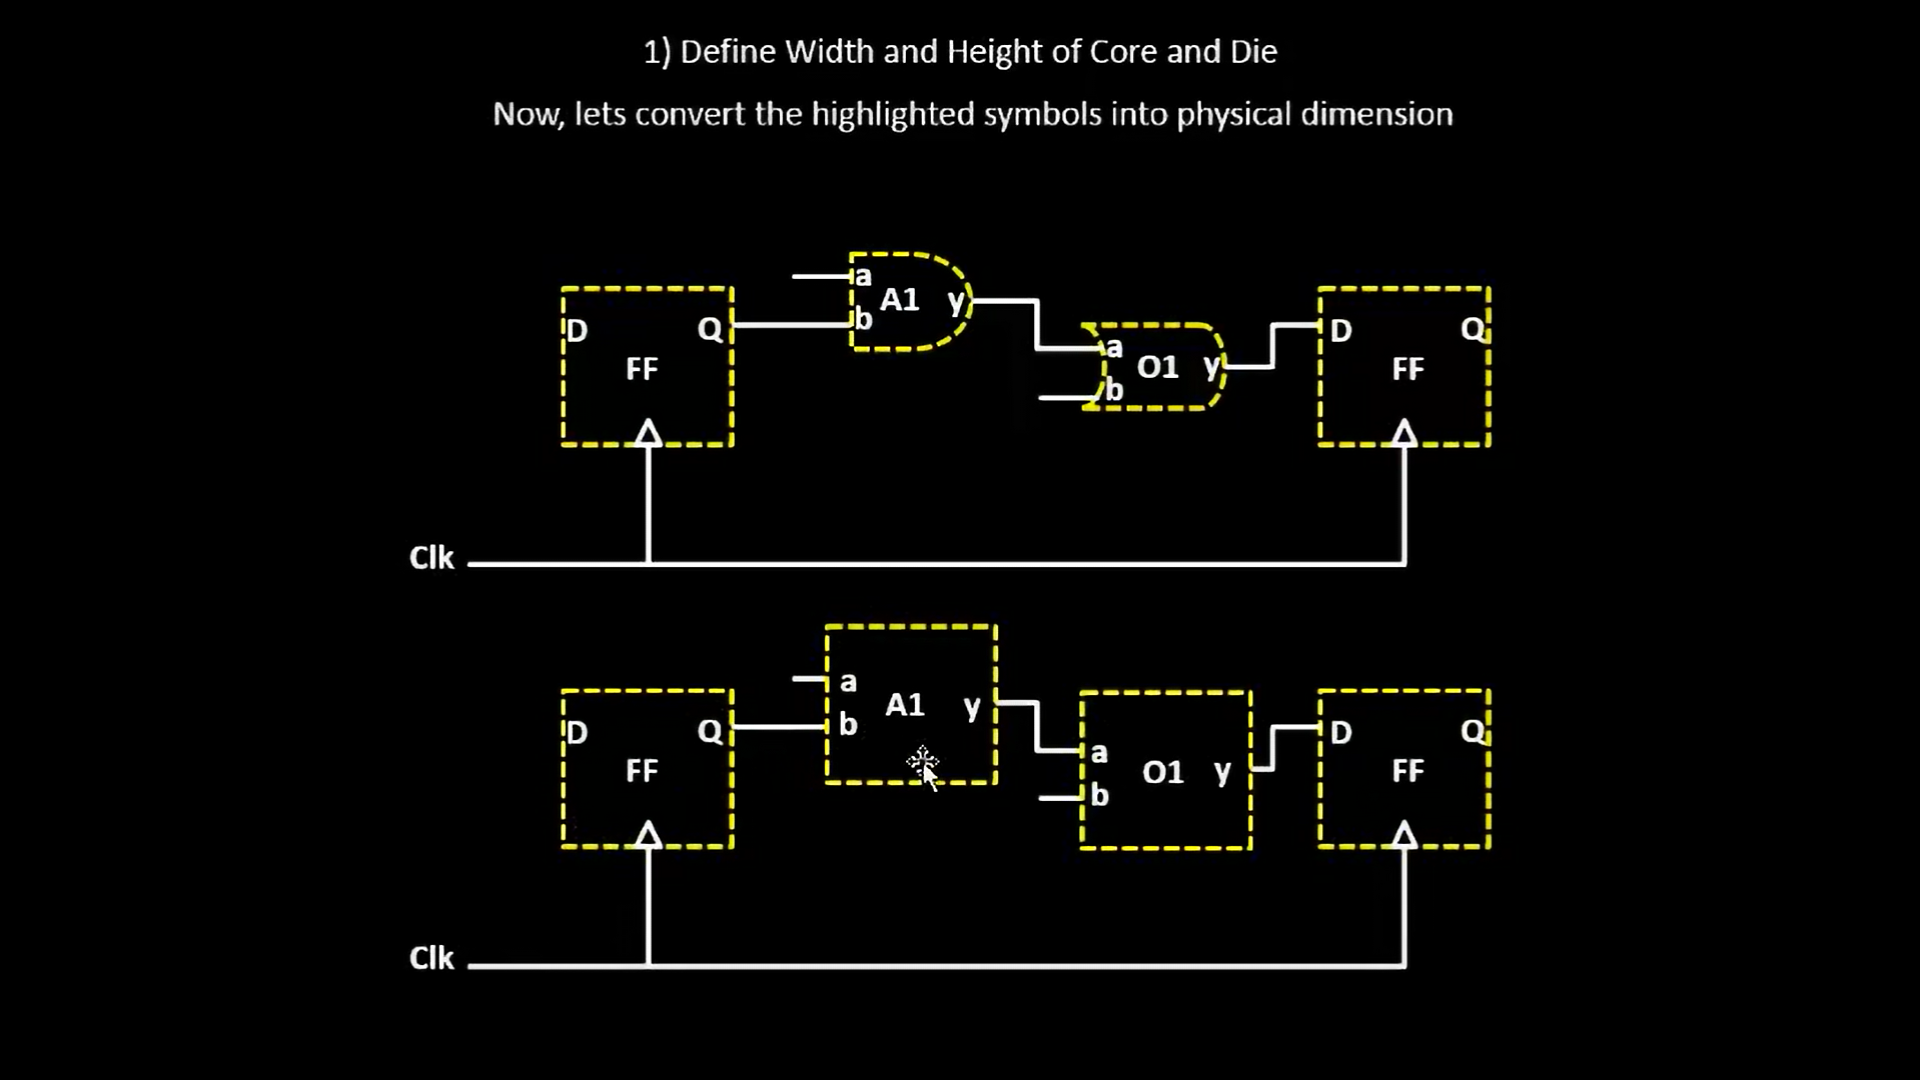 1) Define Width and Height of Core and Die
Now, lets convert the highlighted symbols into physical dimension
a
A1 y
b
D Q
FF
a
O1 y
b
D Q
FF
Clk
a
A1 y
b
D Q
FF
a
O1 y
b
D Q
FF
Clk